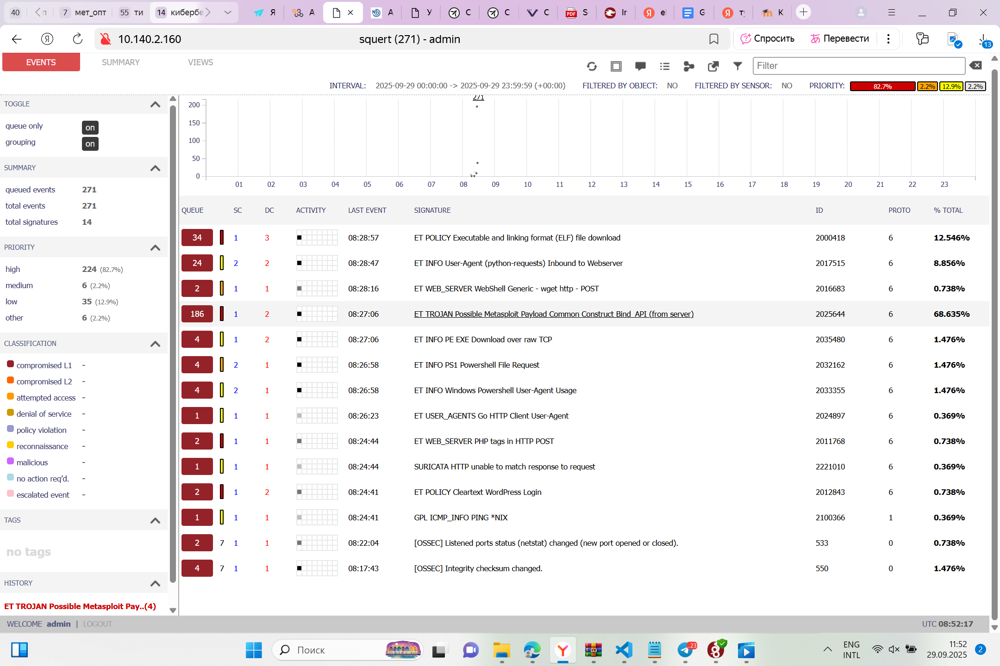 40
п
7 мет_опт
55 ти
14 кибербе
Я
А
А
У
С
С
С
PDF S
Ir
Я el
G
Я ту
К
10.140.2.160
squert (271) - admin
Спросить
Перевести
13
EVENTS
SUMMARY
VIEWS
Filter
INTERVAL: 2025-09-29 00:00:00 -> 2025-09-29 23:59:59 (+00:00) FILTERED BY OBJECT: NO FILTERED BY SENSOR: NO PRIORITY: 82.7% 2.2% 12.9% 2.2%
TOGGLE
queue only on
grouping on
SUMMARY
queued events 271
total events 271
total signatures 14
PRIORITY
high 224 (82.7%)
medium 6 (2.2%)
low 35 (12.9%)
other 6 (2.2%)
CLASSIFICATION
compromised L1 -
compromised L2 -
attempted access -
denial of service -
policy violation -
reconnaissance -
malicious -
no action req'd. -
escalated event -
TAGS
no tags
HISTORY
ET TROJAN Possible Metasploit Pay..(4)
271
200
150
100
50
0
01 02 03 04 05 06 07 08 09 10 11 12 13 14 15 16 17 18 19 20 21 22 23
QUEUE SC DC ACTIVITY LAST EVENT SIGNATURE ID PROTO % TOTAL
34 1 3 08:28:57 ET POLICY Executable and linking format (ELF) file download 2000418 6 12.546%
24 2 2 08:28:47 ET INFO User-Agent (python-requests) Inbound to Webserver 2017515 6 8.856%
2 1 1 08:28:16 ET WEB_SERVER WebShell Generic - wget http - POST 2016683 6 0.738%
186 1 2 08:27:06 ET TROJAN Possible Metasploit Payload Common Construct Bind_API (from server) 2025644 6 68.635%
4 1 2 08:27:06 ET INFO PE EXE Download over raw TCP 2035480 6 1.476%
4 2 1 08:26:58 ET INFO PS1 Powershell File Request 2032162 6 1.476%
4 2 1 08:26:58 ET INFO Windows Powershell User-Agent Usage 2033355 6 1.476%
1 1 1 08:26:23 ET USER_AGENTS Go HTTP Client User-Agent 2024897 6 0.369%
2 1 1 08:24:44 ET WEB_SERVER PHP tags in HTTP POST 2011768 6 0.738%
1 1 1 08:24:44 SURICATA HTTP unable to match response to request 2221010 6 0.369%
2 1 2 08:24:41 ET POLICY Cleartext WordPress Login 2012843 6 0.738%
1 1 1 08:24:41 GPL ICMP_INFO PING *NIX 2100366 1 0.369%
2 7 1 1 08:22:04 [OSSEC] Listened ports status (netstat) changed (new port opened or closed). 533 0 0.738%
4 7 1 1 08:17:43 [OSSEC] Integrity checksum changed. 550 0 1.476%
WELCOME admin | LOGOUT
UTC 08:52:17
Поиск
..23
ENG
INTL
11:52
29.09.2025
2